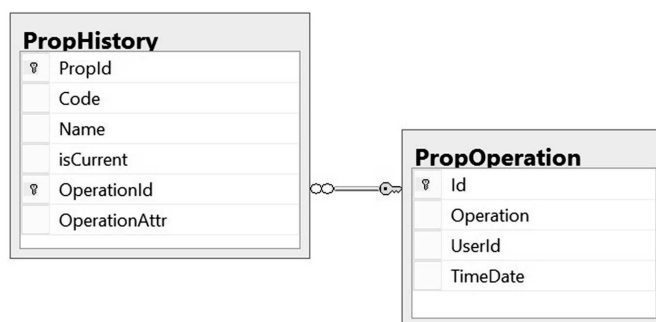 PropHistory
PropId
Code
Name
isCurrent
OperationId
OperationAttr
PropOperation
Id
Operation
UserId
TimeDate